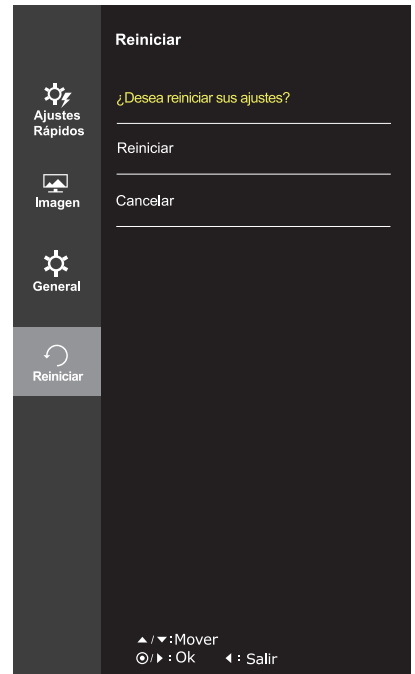 Reiniciar
Ajustes
Rápidos
Imagen
General
Reiniciar
¿Desea reiniciar sus ajustes?
Reiniciar
Cancelar
▲/▼:Mover
◉/▶:Ok ◀: Salir